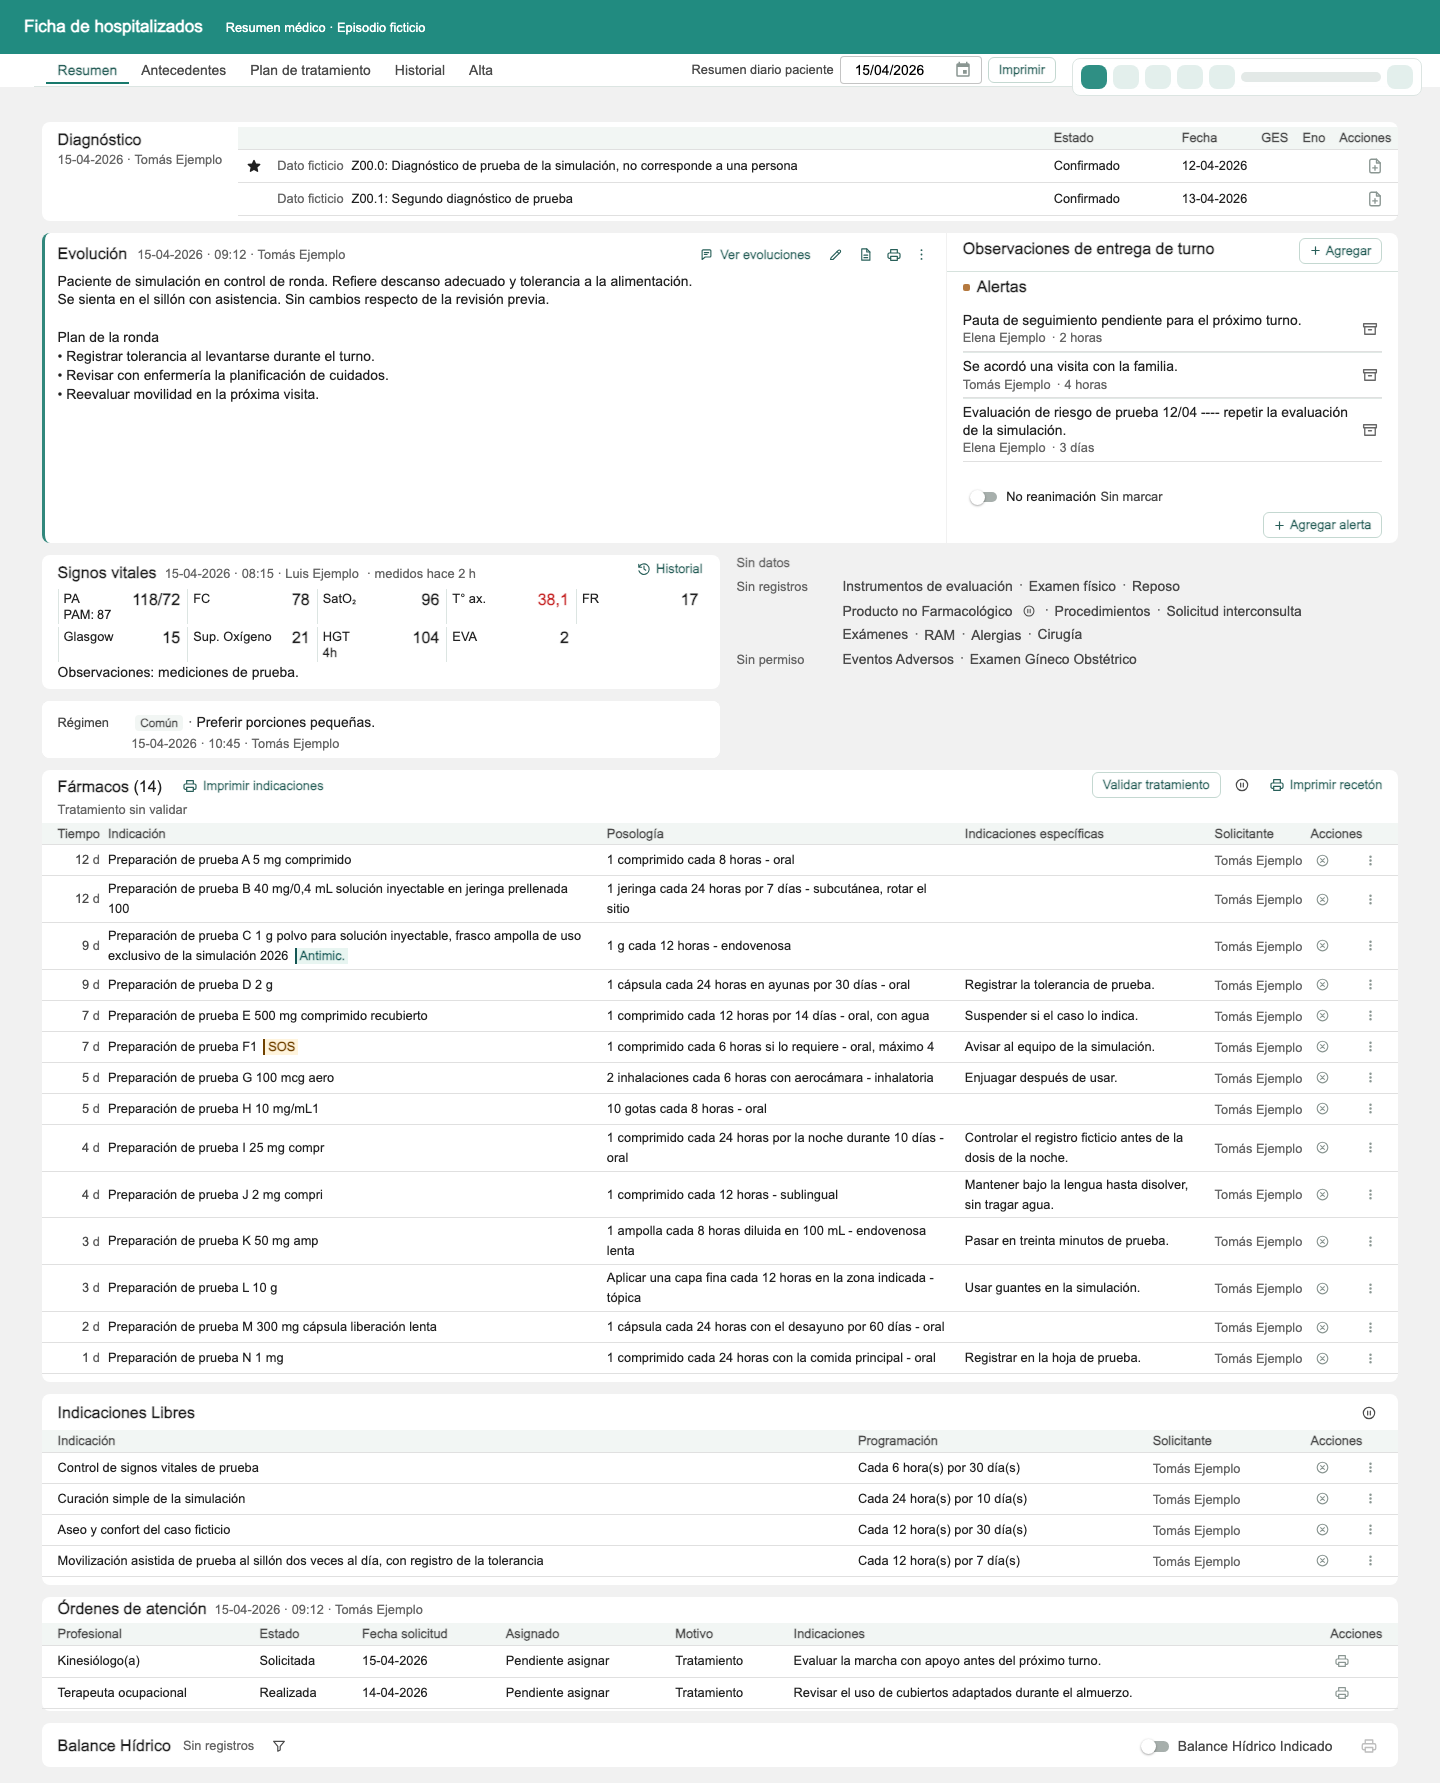 Ficha de hospitalizados
Resumen médico · Episodio ficticio
Resumen
Antecedentes
Plan de tratamiento
Historial
Alta
Resumen diario paciente
15/04/2026
Imprimir
Diagnóstico
15-04-2026 · Tomás Ejemplo
Estado Fecha GES Eno Acciones
Dato ficticio Z00.0: Diagnóstico de prueba de la simulación, no corresponde a una persona Confirmado 12-04-2026
Dato ficticio Z00.1: Segundo diagnóstico de prueba Confirmado 13-04-2026
Evolución 15-04-2026 · 09:12 · Tomás Ejemplo
Ver evoluciones
Paciente de simulación en control de ronda. Refiere descanso adecuado y tolerancia a la alimentación.
Se sienta en el sillón con asistencia. Sin cambios respecto de la revisión previa.
Plan de la ronda
• Registrar tolerancia al levantarse durante el turno.
• Revisar con enfermería la planificación de cuidados.
• Reevaluar movilidad en la próxima visita.
Observaciones de entrega de turno
+ Agregar
Alertas
Pauta de seguimiento pendiente para el próximo turno.
Elena Ejemplo · 2 horas
Se acordó una visita con la familia.
Tomás Ejemplo · 4 horas
Evaluación de riesgo de prueba 12/04 ---- repetir la evaluación
de la simulación.
Elena Ejemplo · 3 días
No reanimación Sin marcar
+ Agregar alerta
Signos vitales 15-04-2026 · 08:15 · Luis Ejemplo · medidos hace 2 h
Historial
PA 118/72 FC 78 SatO₂ 96 T° ax. 38,1 FR 17
PAM: 87
Glasgow 15 Sup. Oxígeno 21 HGT 104 EVA 2
4h
Observaciones: mediciones de prueba.
Sin datos
Sin registros Instrumentos de evaluación · Examen físico · Reposo
Producto no Farmacológico · Procedimientos · Solicitud interconsulta
Exámenes · RAM · Alergias · Cirugía
Sin permiso Eventos Adversos · Examen Gíneco Obstétrico
Régimen Común · Preferir porciones pequeñas.
15-04-2026 · 10:45 · Tomás Ejemplo
Fármacos (14)
Imprimir indicaciones
Validar tratamiento
Imprimir recetón
Tratamiento sin validar
Tiempo Indicación Posología Indicaciones específicas Solicitante Acciones
12 d Preparación de prueba A 5 mg comprimido 1 comprimido cada 8 horas - oral Tomás Ejemplo
12 d Preparación de prueba B 40 mg/0,4 mL solución inyectable en jeringa prellenada
100
1 jeringa cada 24 horas por 7 días - subcutánea, rotar el
sitio
Tomás Ejemplo
9 d Preparación de prueba C 1 g polvo para solución inyectable, frasco ampolla de uso
exclusivo de la simulación 2026 Antimic.
1 g cada 12 horas - endovenosa Tomás Ejemplo
9 d Preparación de prueba D 2 g 1 cápsula cada 24 horas en ayunas por 30 días - oral Registrar la tolerancia de prueba. Tomás Ejemplo
7 d Preparación de prueba E 500 mg comprimido recubierto 1 comprimido cada 12 horas por 14 días - oral, con agua Suspender si el caso lo indica. Tomás Ejemplo
7 d Preparación de prueba F1 SOS 1 comprimido cada 6 horas si lo requiere - oral, máximo 4 Avisar al equipo de la simulación. Tomás Ejemplo
5 d Preparación de prueba G 100 mcg aero 2 inhalaciones cada 6 horas con aerocámara - inhalatoria Enjuagar después de usar. Tomás Ejemplo
5 d Preparación de prueba H 10 mg/mL1 10 gotas cada 8 horas - oral Tomás Ejemplo
4 d Preparación de prueba I 25 mg compr
1 comprimido cada 24 horas por la noche durante 10 días -
oral
Controlar el registro ficticio antes de la
dosis de la noche.
Tomás Ejemplo
4 d Preparación de prueba J 2 mg compri 1 comprimido cada 12 horas - sublingual
Mantener bajo la lengua hasta disolver,
sin tragar agua.
Tomás Ejemplo
3 d Preparación de prueba K 50 mg amp
1 ampolla cada 8 horas diluida en 100 mL - endovenosa
lenta
Pasar en treinta minutos de prueba. Tomás Ejemplo
3 d Preparación de prueba L 10 g
Aplicar una capa fina cada 12 horas en la zona indicada -
tópica
Usar guantes en la simulación. Tomás Ejemplo
2 d Preparación de prueba M 300 mg cápsula liberación lenta 1 cápsula cada 24 horas con el desayuno por 60 días - oral Tomás Ejemplo
1 d Preparación de prueba N 1 mg 1 comprimido cada 24 horas con la comida principal - oral Registrar en la hoja de prueba. Tomás Ejemplo
Indicaciones Libres
Indicación Programación Solicitante Acciones
Control de signos vitales de prueba Cada 6 hora(s) por 30 día(s) Tomás Ejemplo
Curación simple de la simulación Cada 24 hora(s) por 10 día(s) Tomás Ejemplo
Aseo y confort del caso ficticio Cada 12 hora(s) por 30 día(s) Tomás Ejemplo
Movilización asistida de prueba al sillón dos veces al día, con registro de la tolerancia Cada 12 hora(s) por 7 día(s) Tomás Ejemplo
Órdenes de atención 15-04-2026 · 09:12 · Tomás Ejemplo
Profesional Estado Fecha solicitud Asignado Motivo Indicaciones Acciones
Kinesiólogo(a) Solicitada 15-04-2026 Pendiente asignar Tratamiento Evaluar la marcha con apoyo antes del próximo turno.
Terapeuta ocupacional Realizada 14-04-2026 Pendiente asignar Tratamiento Revisar el uso de cubiertos adaptados durante el almuerzo.
Balance Hídrico Sin registros
Balance Hídrico Indicado